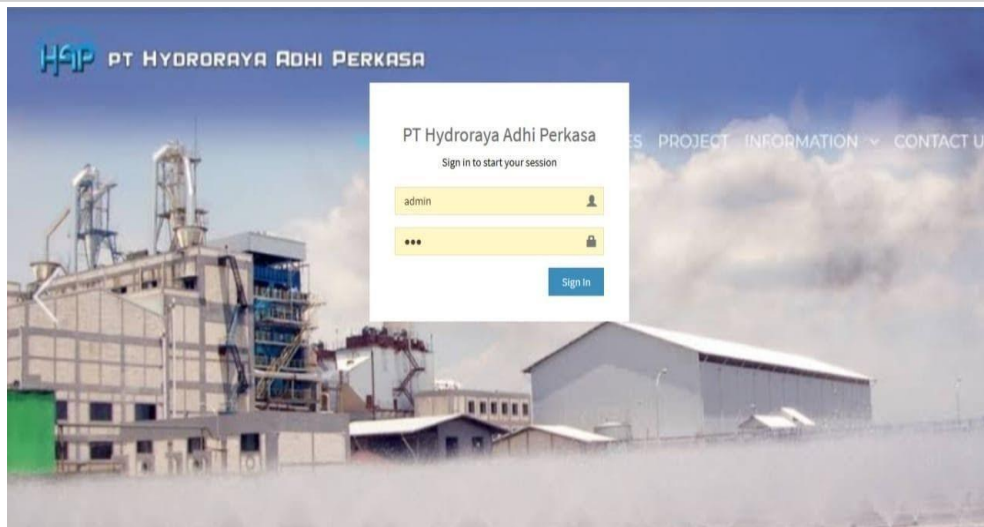 HAP PT HYDRORAYA ADHI PERKASA
PT Hydroraya Adhi Perkasa
PROJECT INFORMATION CONTACT U
Sign in to start your session
admin
Sign In